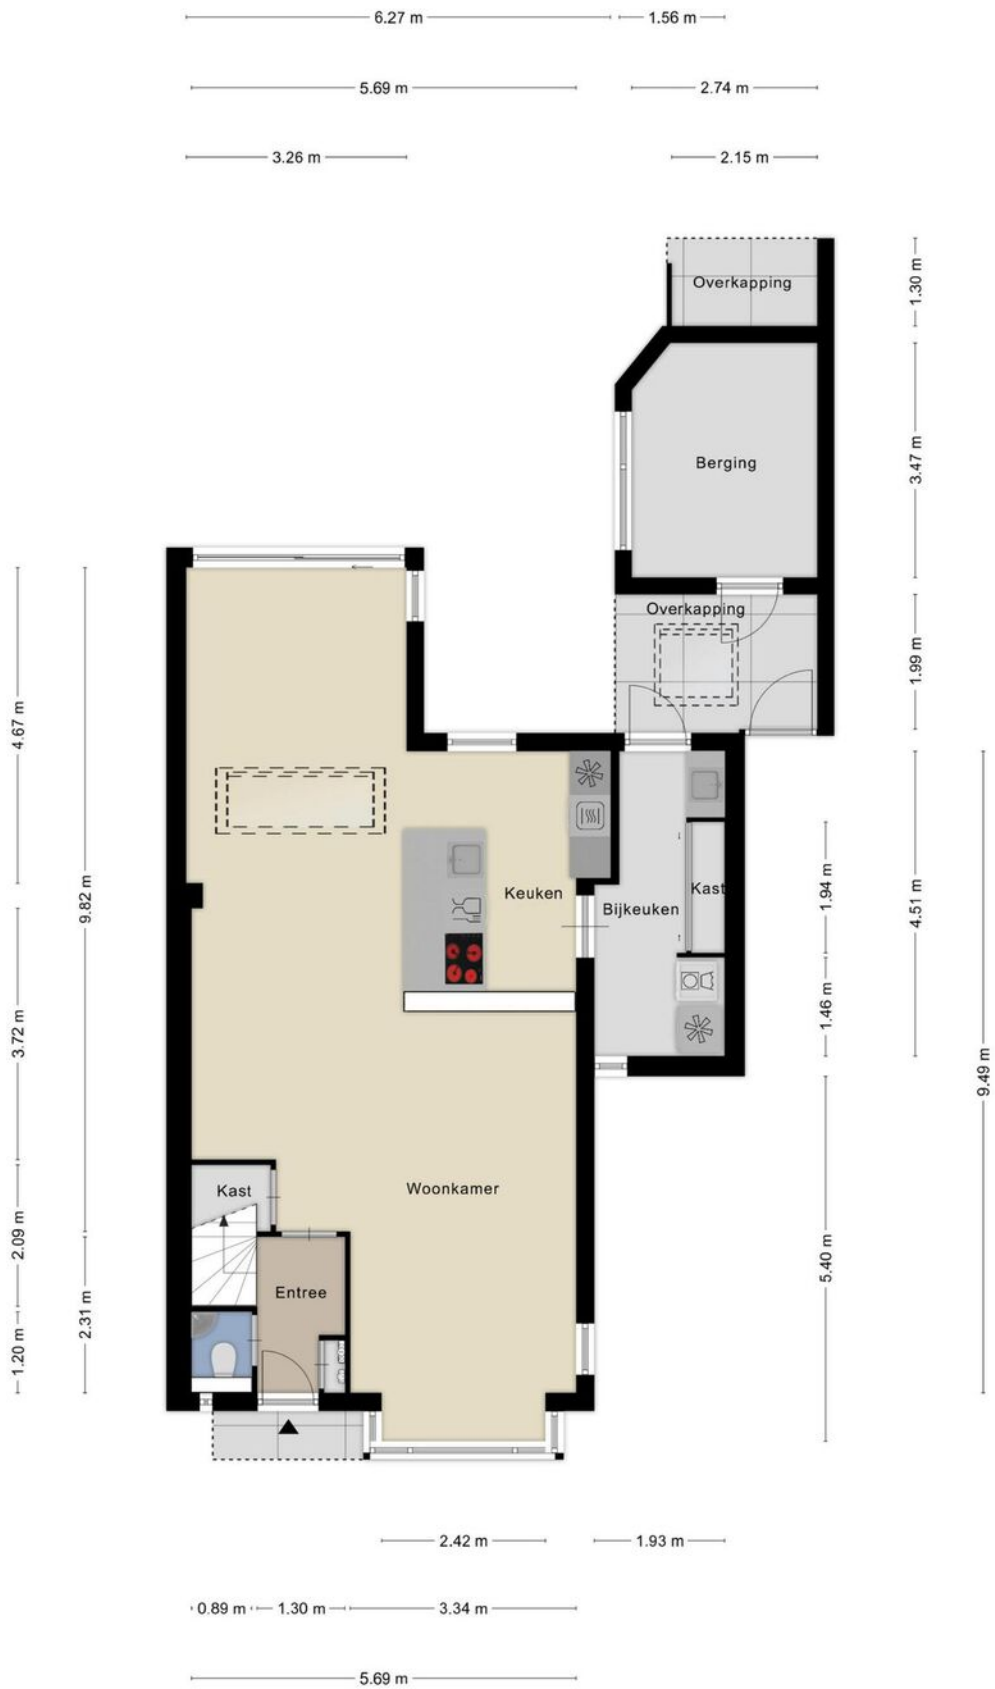 6.27 m
1.56 m
5.69 m
2.74 m
3.26 m
2.15 m
Overkapping
1.30 m
Berging
3.47 m
Overkapping
1.99 m
4.67 m
9.82 m
Keuken
Kast
Bijkeuken
1.94 m
4.51 m
1.46 m
3.72 m
9.49 m
Kast
Woonkamer
2.09 m
5.40 m
Entree
2.31 m
1.20 m
2.42 m
1.93 m
0.89 m
1.30 m
3.34 m
5.69 m